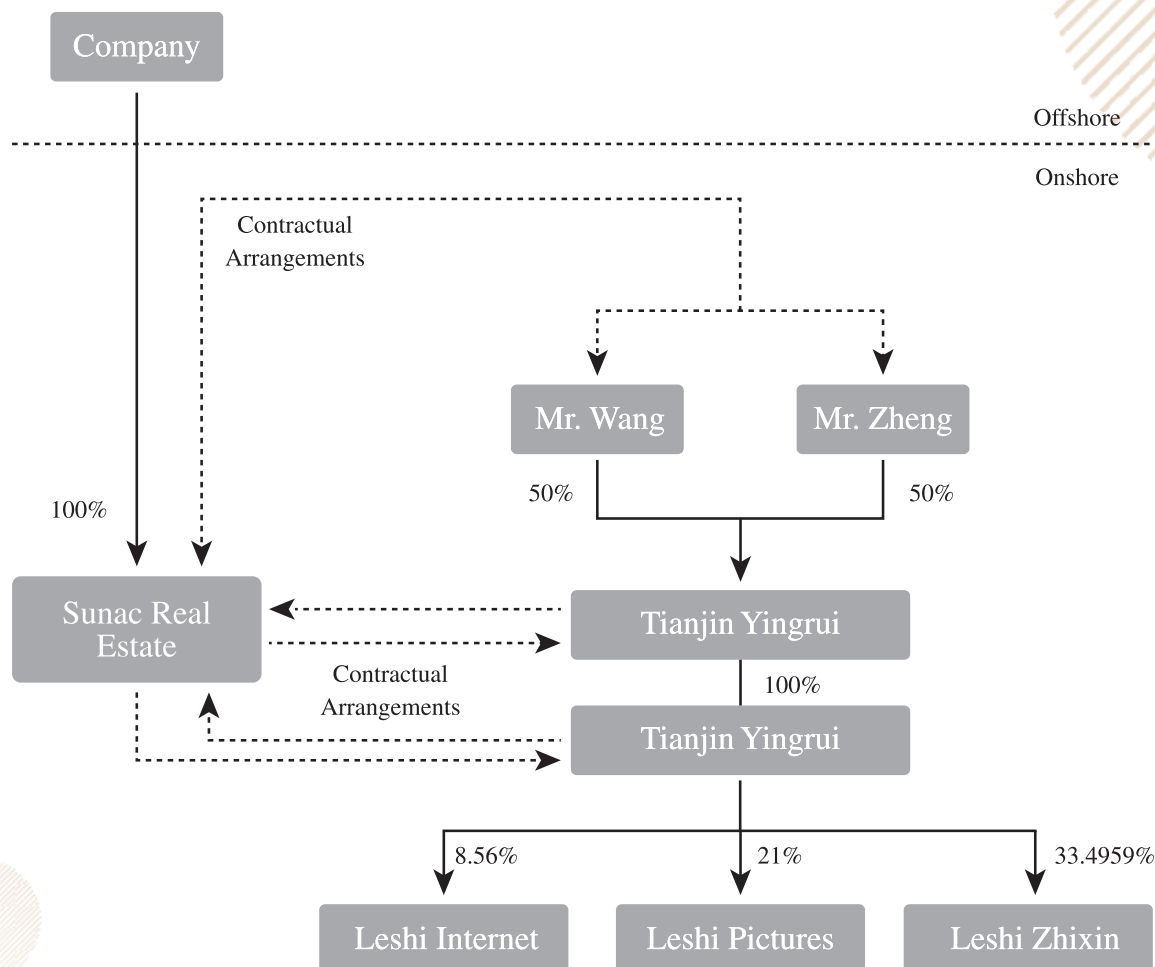 Company
Offshore
Onshore
Contractual
Arrangements
Mr. Wang
Mr. Zheng
50%
50%
100%
Sunac Real
Estate
Tianjin Yingrui
Contractual
Arrangements
100%
Tianjin Yingrui
8.56%
21%
33.4959%
Leshi Internet
Leshi Pictures
Leshi Zhixin